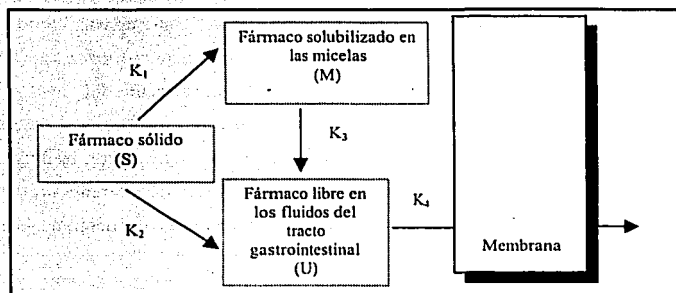 Fármaco solubilizado en
las micelas
(M)
K₁
Fármaco sólido
(S)
K₃
K₂
Fármaco libre en
los fluidos del
tracto
gastrointestinal
(U)
K₄
Membrana